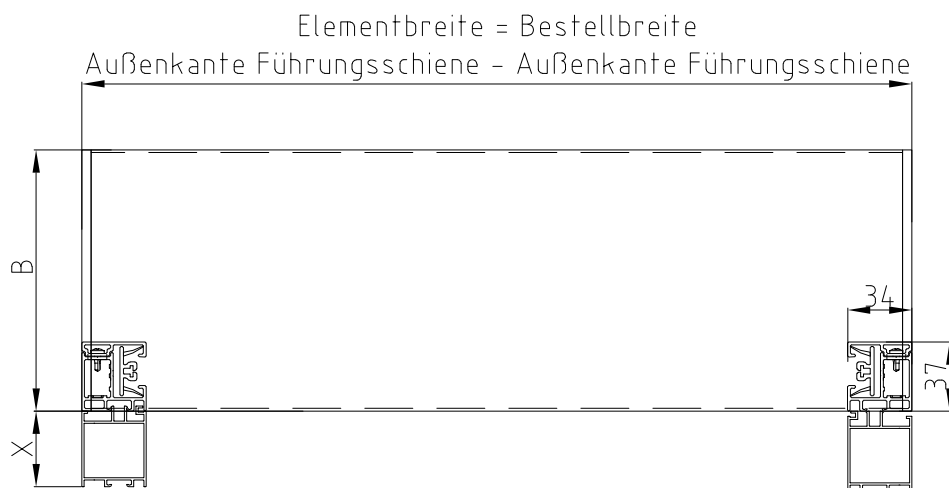 Elementbreite = Bestellbreite
Außenkante Führungsschiene - Außenkante Führungsschiene
B
34
37
X